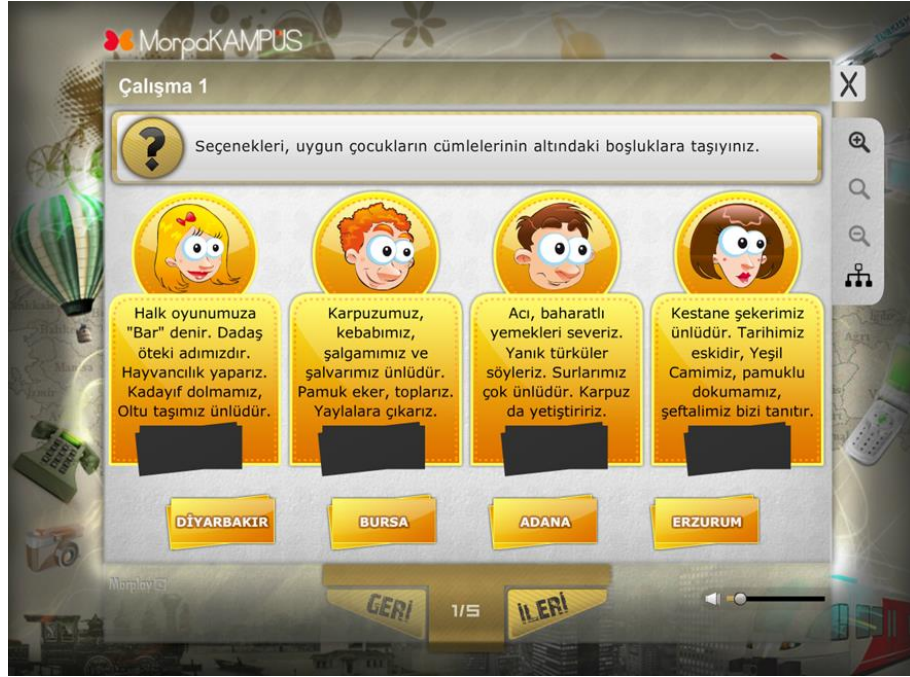 MorpaKAMPÜS
Çalışma 1
Seçenekleri, uygun çocukların cümlelerinin altındaki boşluklara taşıyınız.
Halk oyunumuza
"Bar" denir. Dadaş
öteki adımızdır.
Hayvancılık yaparız.
Kadayıf dolmamız,
Oltu taşımız ünlüdür.
Karpuzumuz,
kebabımız,
şalgamımız ve
şalvarımız ünlüdür.
Pamuk eker, toplarız.
Yaylalara çıkarız.
Acı, baharatlı
yemekleri severiz.
Yanık türküler
söyleriz. Surlarımız
çok ünlüdür. Karpuz
da yetiştiririz.
Kestane şekerimiz
ünlüdür. Tarihimiz
eskidir, Yeşil
Camimiz, pamuklu
dokumamız,
şeftalimiz bizi tanıtır.
DİYARBAKIR
BURSA
ADANA
ERZURUM
Morplay
GERİ
1/5
İLERİ